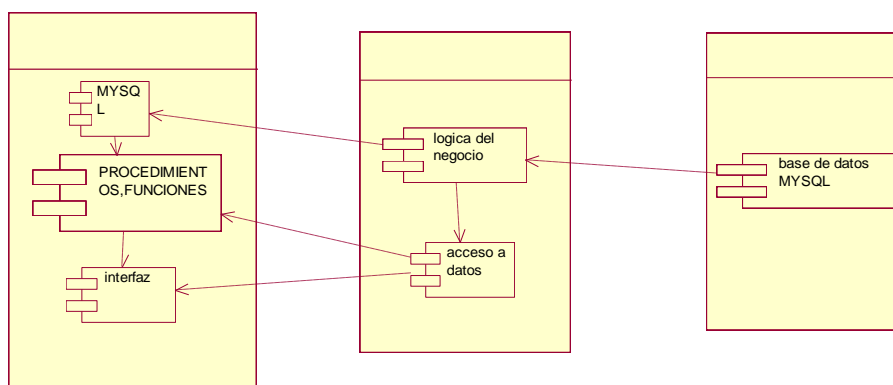 MYSQ
L
PROCEDIMIENT
OS,FUNCIONES
interfaz
logica del
negocio
acceso a
datos
base de datos
MYSQL